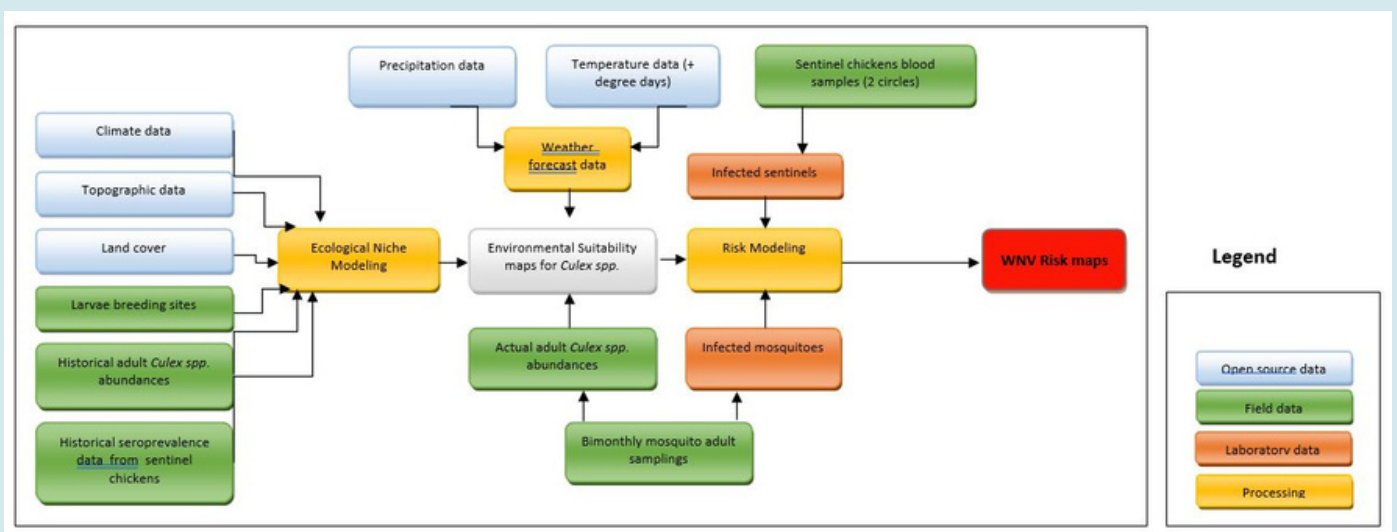 Precipitation data
Temperature data (+
degree days)
Sentinel chickens blood
samples (2 circles)
Climate data
Weather
forecast data
Infected sentinels
Topographic data
Land cover
Ecological Niche
Modeling
Environmental Suitability
maps for Culex spp.
Risk Modeling
WNV Risk maps
Larvae breeding sites
Historical adult Culex spp.
abundances
Actual adult Culex spp.
abundances
Infected mosquitoes
Historical seroprevalence
data from sentinel
chickens
Bimonthly mosquito adult
samplings
Legend
Open source data
Field data
Laboratory data
Processing